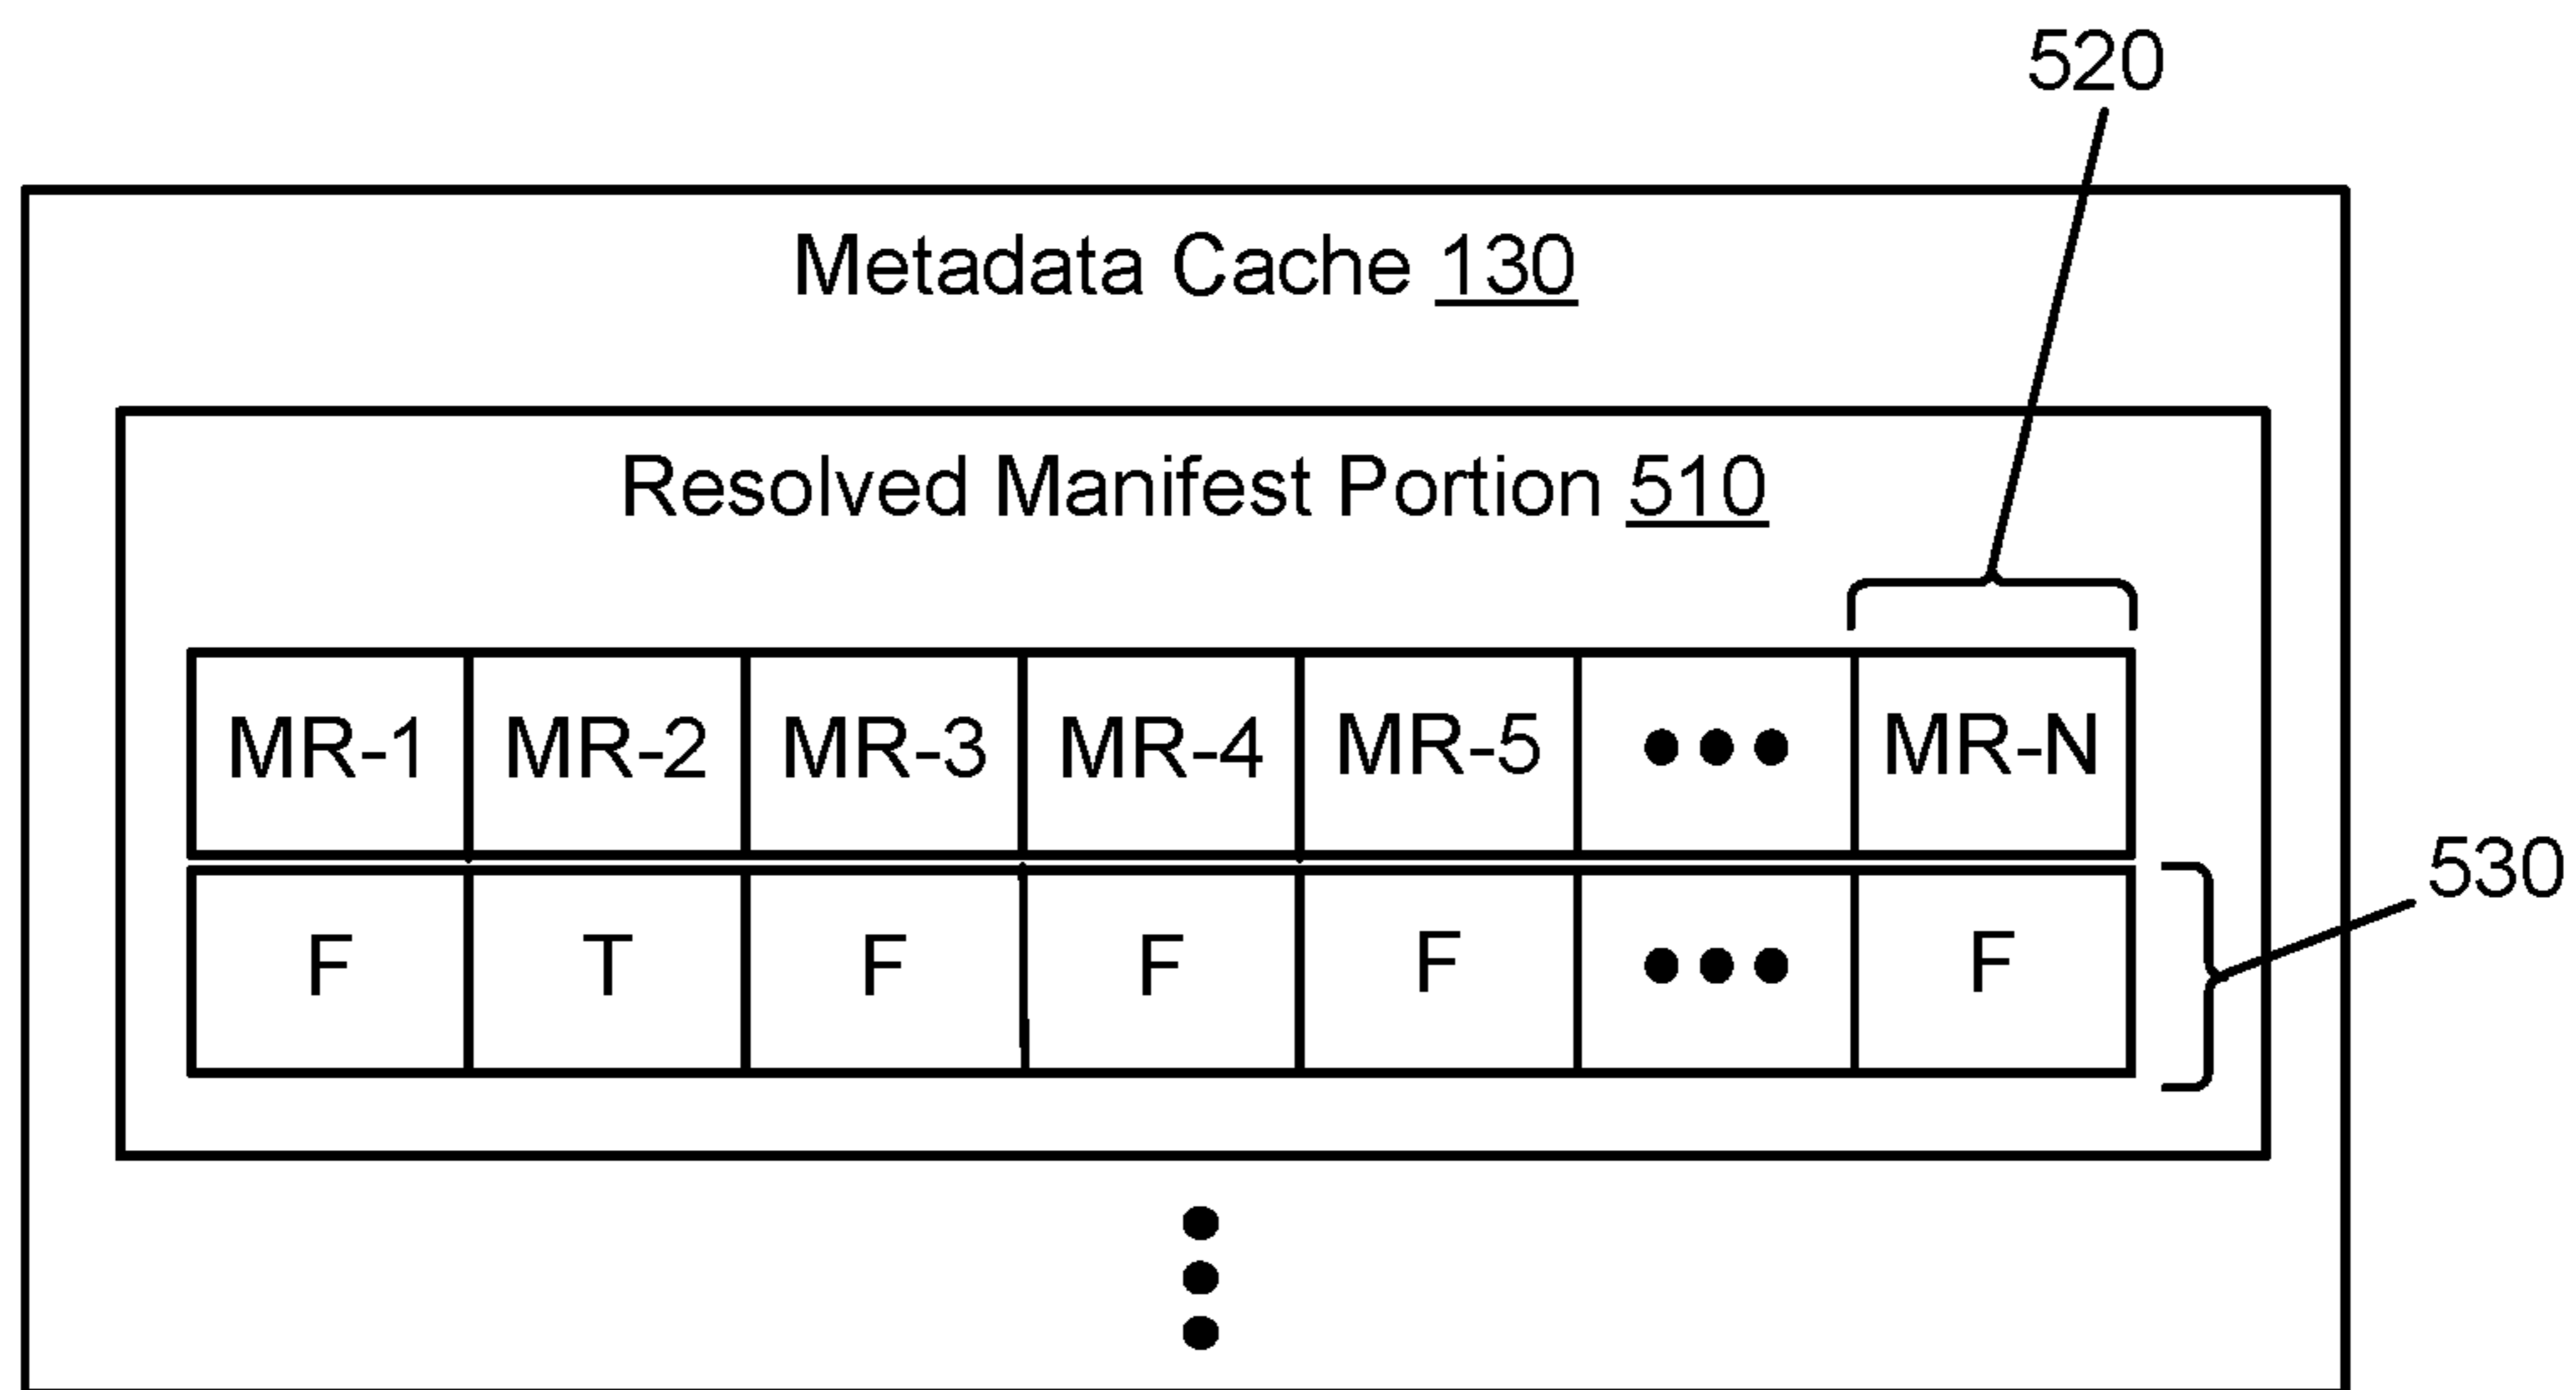 520
Metadata Cache 130
Resolved Manifest Portion 510
MR-1 MR-2 MR-3 MR-4 MR-5 ••• MR-N
530
F T F F F ••• F